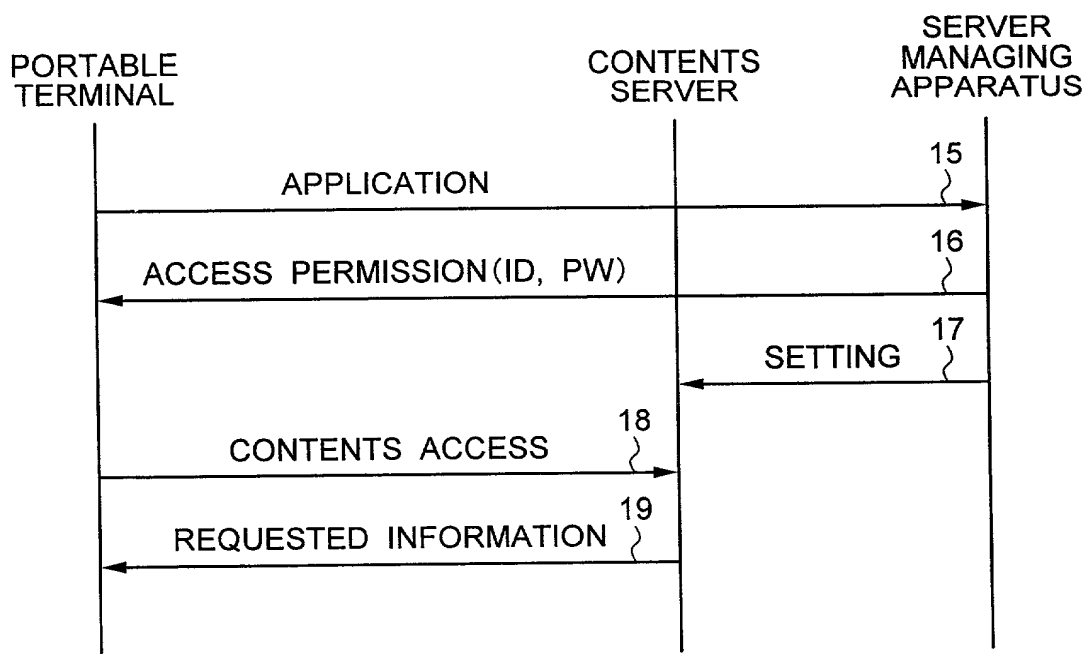 PORTABLE
TERMINAL
CONTENTS
SERVER
SERVER
MANAGING
APPARATUS
APPLICATION
15
ACCESS PERMISSION(ID, PW)
16
SETTING
17
CONTENTS ACCESS
18
REQUESTED INFORMATION
19